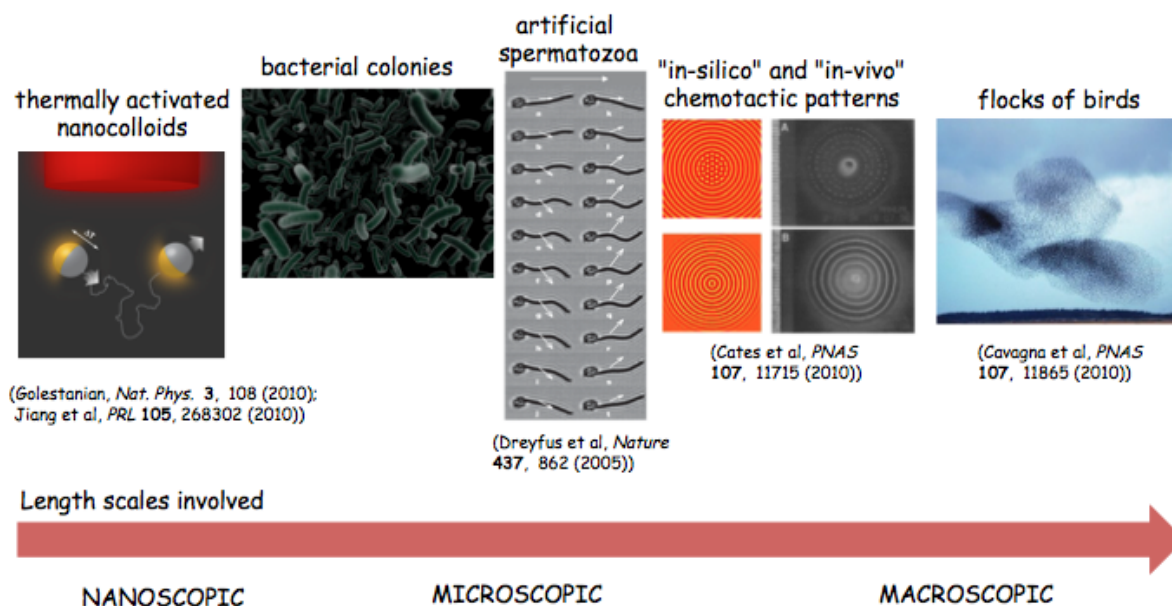 thermally activated
nanocolloids
(Golestanian, Nat. Phys. 3, 108 (2010);
Jiang et al, PRL 105, 268302 (2010))
bacterial colonies
artificial
spermatozoa
(Dreyfus et al, Nature
437, 862 (2005))
"in-silico" and "in-vivo"
chemotactic patterns
A
B
(Cates et al, PNAS
107, 11715 (2010))
flocks of birds
(Cavagna et al, PNAS
107, 11865 (2010))
Length scales involved
NANOSCOPIC
MICROSCOPIC
MACROSCOPIC